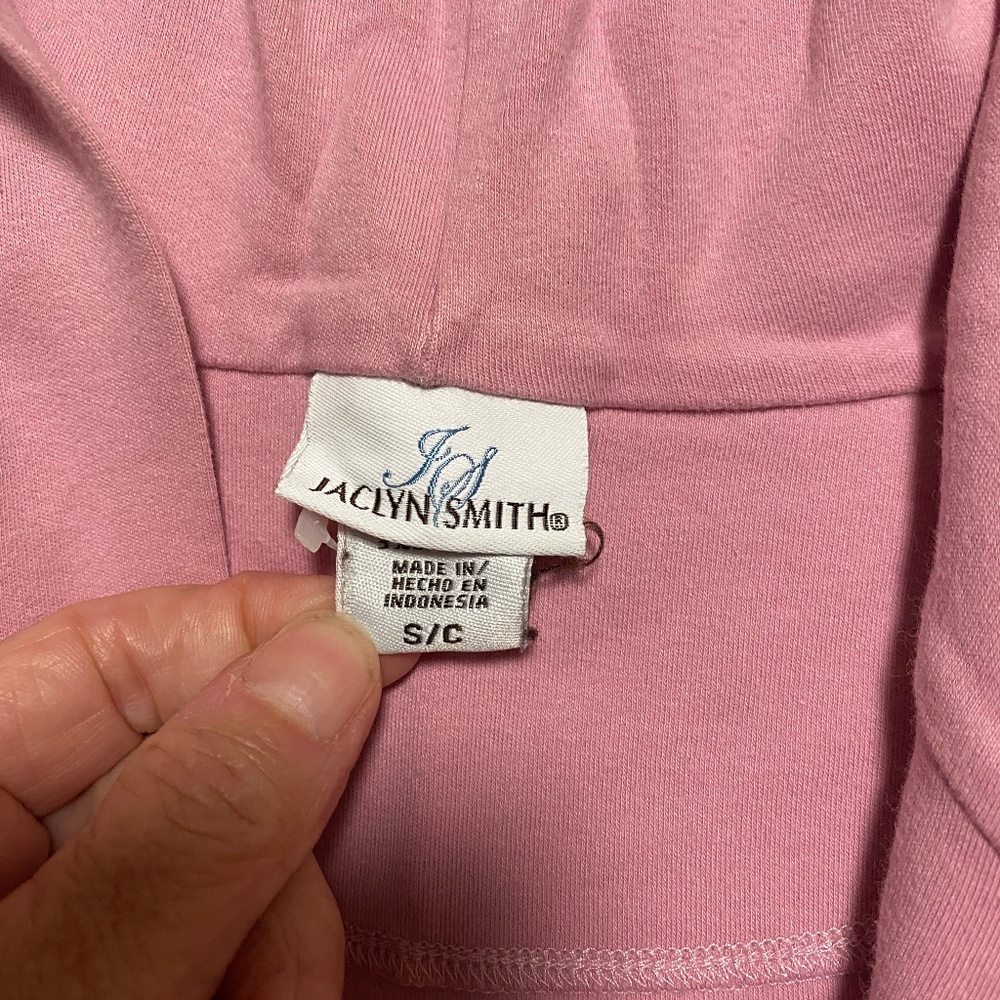 JS
JACLYN SMITH®
MADE IN/
HECHO EN
INDONESIA
S/C